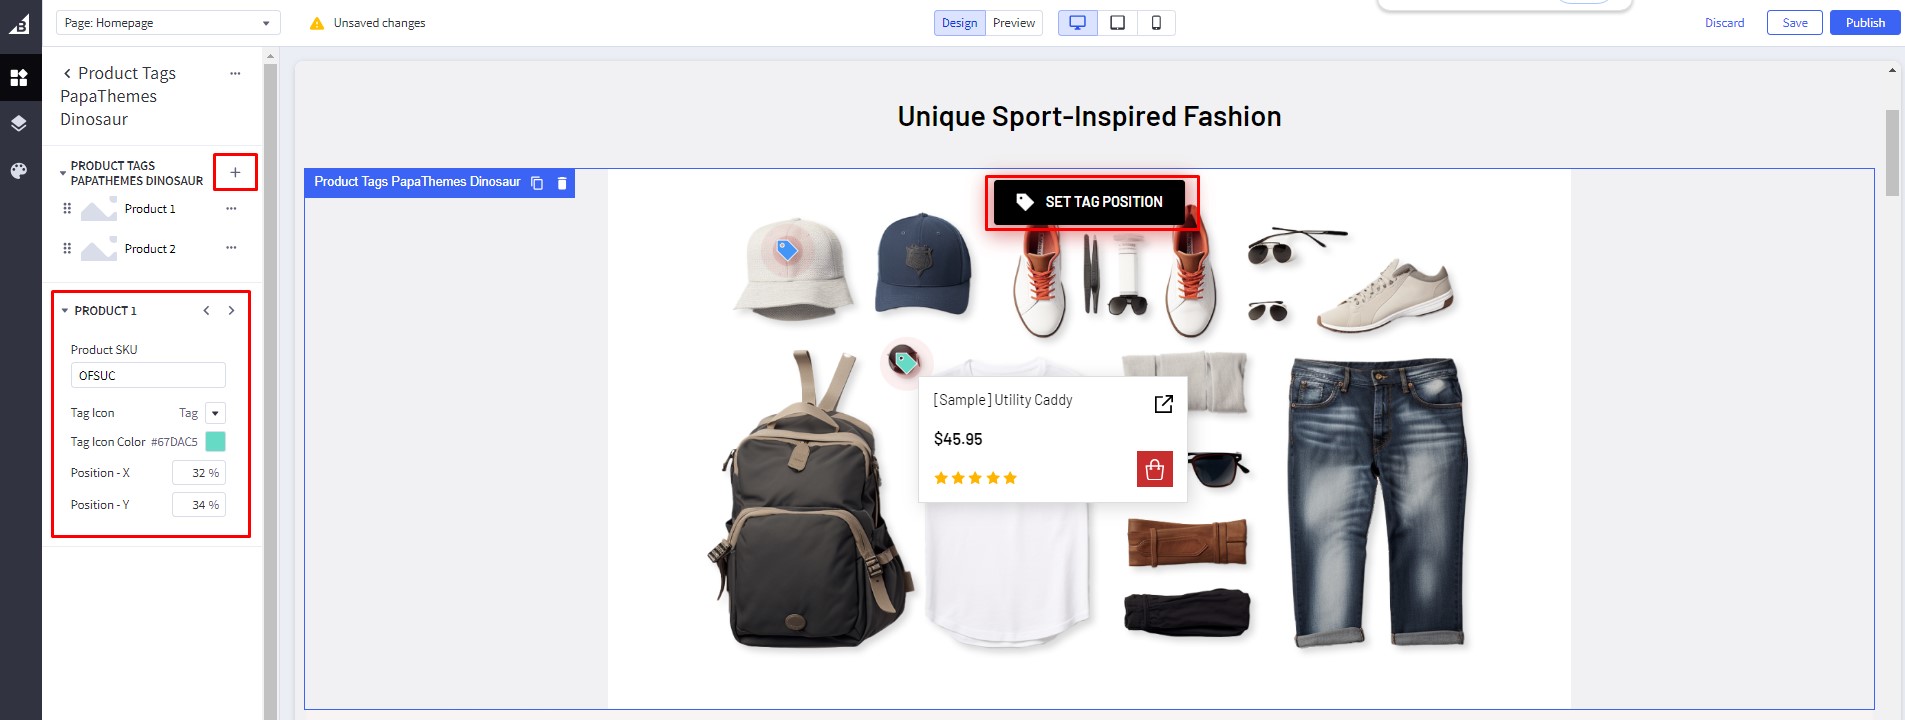 Page: Homepage
Unsaved changes
Design
Preview
Discard
Save
Publish
Product Tags
PapaThemes
Dinosaur
PRODUCT TAGS
PAPATHEMES DINOSAUR
Product 1
Product 2
PRODUCT 1
Product SKU
OFSUC
Tag Icon
Tag
Tag Icon Color
#67DAC5
Position - X
32 %
Position - Y
34 %
Unique Sport-Inspired Fashion
Product Tags PapaThemes Dinosaur
SET TAG POSITION
[Sample] Utility Caddy
$45.95